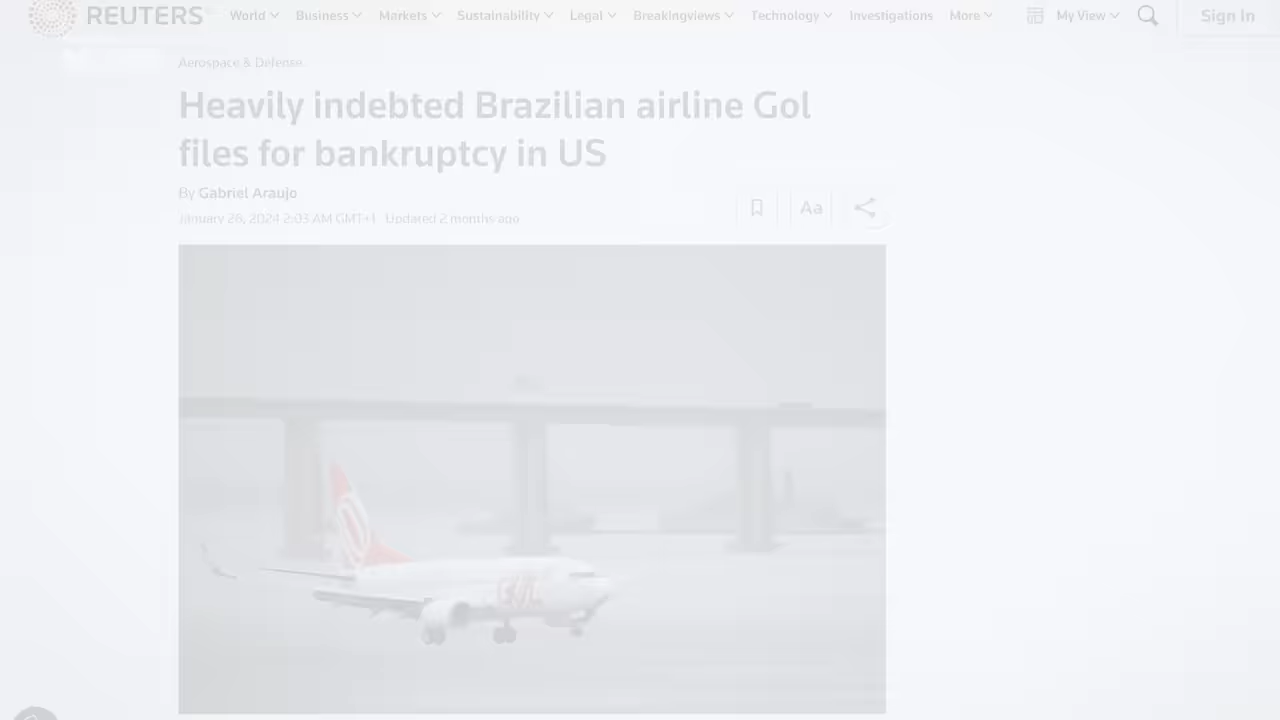 REUTERS World Business Markets Sustainability Legal Breakingviews Technology Investigations More My View Sign In
Aerospace & Defense
Heavily indebted Brazilian airline Gol
files for bankruptcy in US
By Gabriel Araujo
Aa
January 26, 2024 2:03 AM GMT+1 Updated 2 months ago
GOL